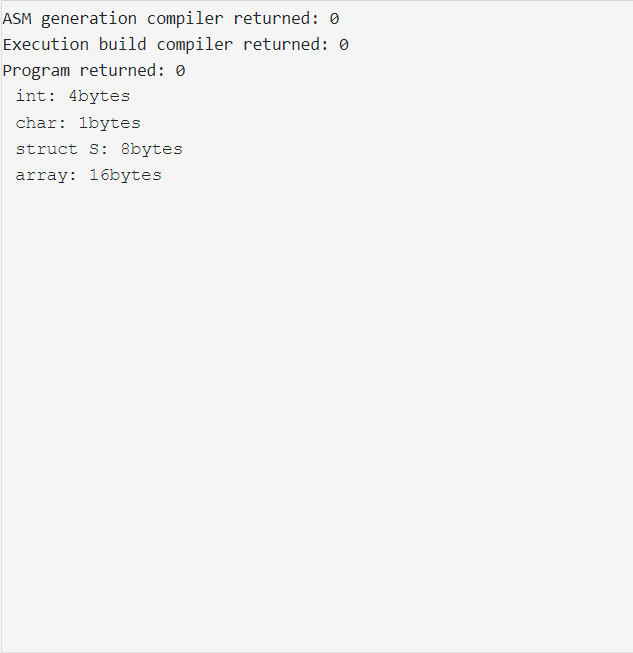 ASM generation compiler returned: 0
Execution build compiler returned: 0
Program returned: 0
int: 4bytes
char: 1bytes
struct S: 8bytes
array: 16bytes